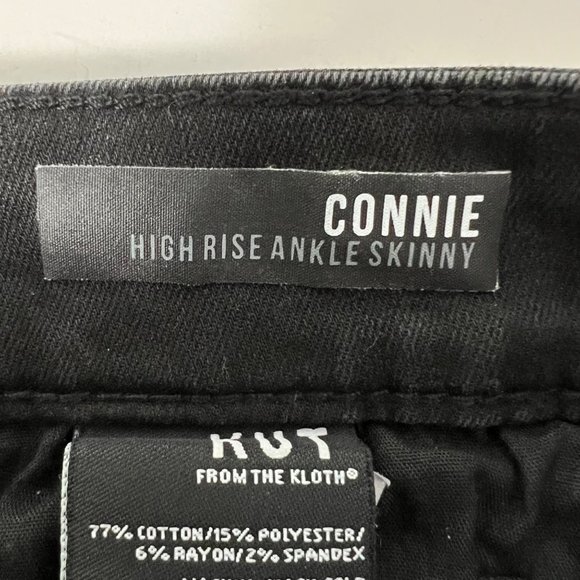 CONNIE
HIGH RISE ANKLE SKINNY
KUT
FROM THE KLOTH®
77% COTTON/15% POLYESTER/
6% RAYON/2% SPANDEX